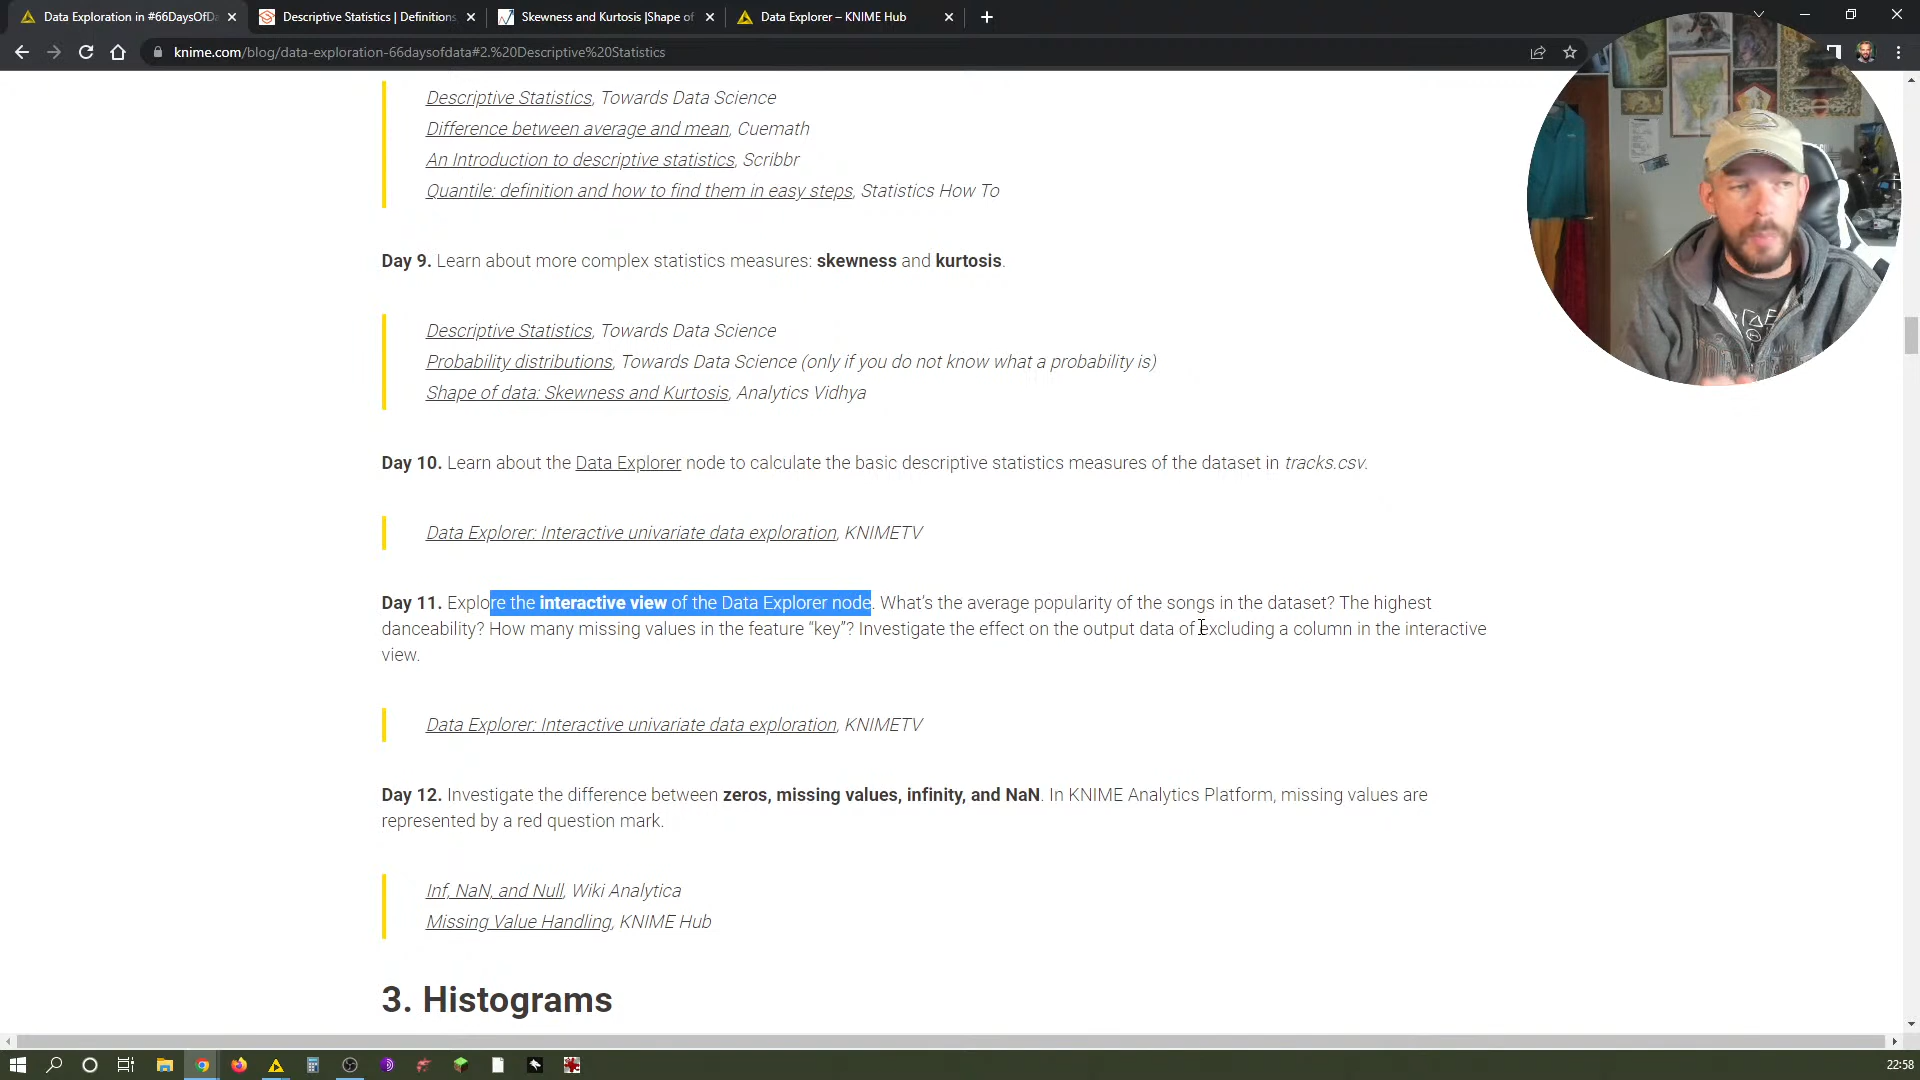 Data Exploration in #66DaysOfDa
Descriptive Statistics | Definitions,
Skewness and Kurtosis |Shape of
Data Explorer – KNIME Hub
knime.com/blog/data-exploration-66daysofdata#2.%20Descriptive%20Statistics
Descriptive Statistics, Towards Data Science
Difference between average and mean, Cuemath
An Introduction to descriptive statistics, Scribbr
Quantile: definition and how to find them in easy steps, Statistics How To
Day 9. Learn about more complex statistics measures: skewness and kurtosis.
Descriptive Statistics, Towards Data Science
Probability distributions, Towards Data Science (only if you do not know what a probability is)
Shape of data: Skewness and Kurtosis, Analytics Vidhya
Day 10. Learn about the Data Explorer node to calculate the basic descriptive statistics measures of the dataset in tracks.csv.
Data Explorer: Interactive univariate data exploration, KNIMETV
Day 11. Explore the interactive view of the Data Explorer node. What's the average popularity of the songs in the dataset? The highest
danceability? How many missing values in the feature “key”? Investigate the effect on the output data of excluding a column in the interactive
view.
Data Explorer: Interactive univariate data exploration, KNIMETV
Day 12. Investigate the difference between zeros, missing values, infinity, and NaN. In KNIME Analytics Platform, missing values are
represented by a red question mark.
Inf, NaN, and Null, Wiki Analytica
Missing Value Handling, KNIME Hub
3. Histograms
22:58